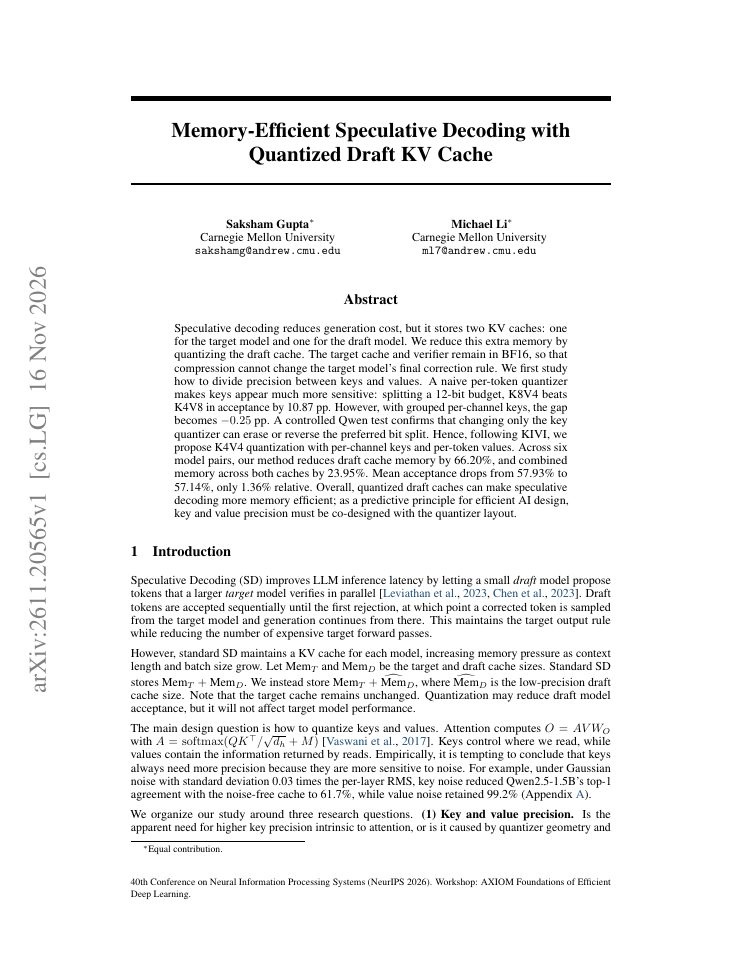 Memory-Efficient Speculative Decoding with
Quantized Draft KV Cache
Saksham Gupta*
Carnegie Mellon University
sakshamg@andrew.cmu.edu
Michael Li*
Carnegie Mellon University
ml7@andrew.cmu.edu
Abstract
Speculative decoding reduces generation cost, but it stores two KV caches: one
for the target model and one for the draft model. We reduce this extra memory by
quantizing the draft cache. The target cache and verifier remain in BF16, so that
compression cannot change the target model's final correction rule. We first study
how to divide precision between keys and values. A naive per-token quantizer
makes keys appear much more sensitive: splitting a 12-bit budget, K8V4 beats
K4V8 in acceptance by 10.87 pp. However, with grouped per-channel keys, the gap
becomes −0.25 pp. A controlled Qwen test confirms that changing only the key
quantizer can erase or reverse the preferred bit split. Hence, following KIVI, we
propose K4V4 quantization with per-channel keys and per-token values. Across six
model pairs, our method reduces draft cache memory by 66.20%, and combined
memory across both caches by 23.95%. Mean acceptance drops from 57.93% to
57.14%, only 1.36% relative. Overall, quantized draft caches can make speculative
decoding more memory efficient; as a predictive principle for efficient AI design,
key and value precision must be co-designed with the quantizer layout.
1 Introduction
Speculative Decoding (SD) improves LLM inference latency by letting a small draft model propose
tokens that a larger target model verifies in parallel [Leviathan et al., 2023, Chen et al., 2023]. Draft
tokens are accepted sequentially until the first rejection, at which point a corrected token is sampled
from the target model and generation continues from there. This maintains the target output rule
while reducing the number of expensive target forward passes.
However, standard SD maintains a KV cache for each model, increasing memory pressure as context
length and batch size grow. Let Mem_T and Mem_D be the target and draft cache sizes. Standard SD
stores Mem_T + Mem_D. We instead store Mem_T + \widehat{Mem}_D, where \widehat{Mem}_D is the low-precision draft
cache size. Note that the target cache remains unchanged. Quantization may reduce draft model
acceptance, but it will not affect target model performance.
The main design question is how to quantize keys and values. Attention computes O = AVW_O
with A = softmax(QK^⊤/√d_h + M) [Vaswani et al., 2017]. Keys control where we read, while
values contain the information returned by reads. Empirically, it is tempting to conclude that keys
always need more precision because they are more sensitive to noise. For example, under Gaussian
noise with standard deviation 0.03 times the per-layer RMS, key noise reduced Qwen2.5-1.5B's top-1
agreement with the noise-free cache to 61.7%, while value noise retained 99.2% (Appendix A).
We organize our study around three research questions. (1) Key and value precision. Is the
apparent need for higher key precision intrinsic to attention, or is it caused by quantizer geometry and
*Equal contribution.
40th Conference on Neural Information Processing Systems (NeurIPS 2026). Workshop: AXIOM Foundations of Efficient
Deep Learning.
arXiv:2611.20565v1 [cs.LG] 16 Nov 2026